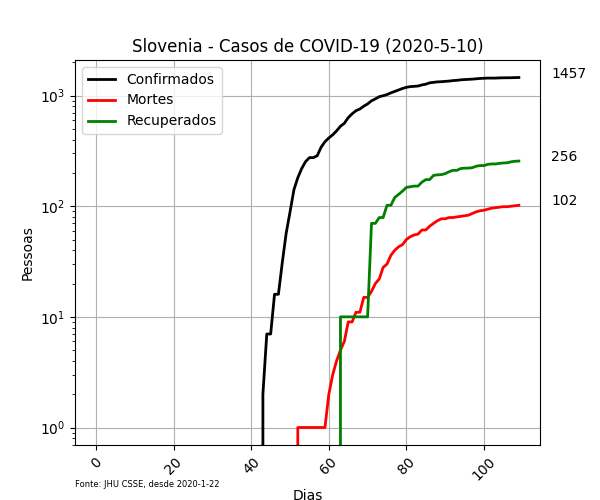 Slovenia - Casos de COVID-19 (2020-5-10)
Confirmados
Mortes
Recuperados
1457
256
102
10³
10²
10¹
10⁰
Pessoas
0 20 40 60 80 100
Dias
Fonte: JHU CSSE, desde 2020-1-22